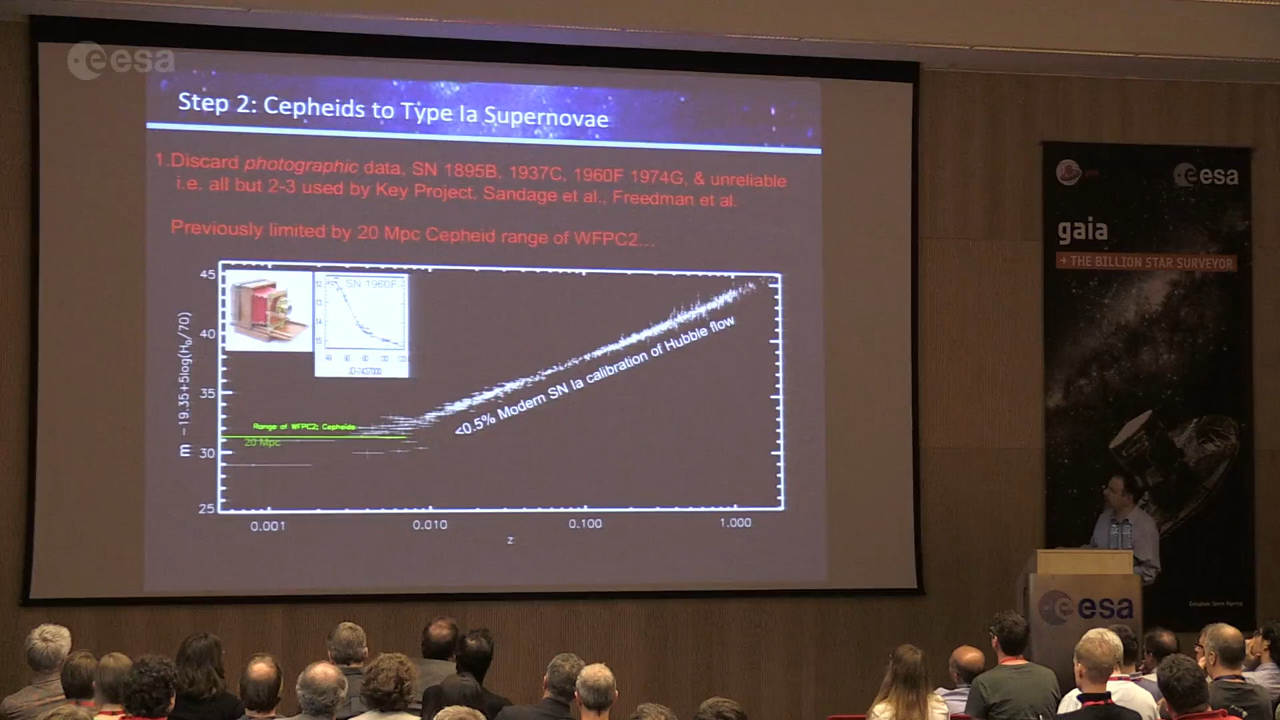 esa
Step 2: Cepheids to Type Ia Supernovae
1.Discard photographic data, SN 1895B, 1937C, 1960F 1974G, & unreliable
i.e. all but 2-3 used by Key Project, Sandage et al., Freedman et al.
Previously limited by 20 Mpc Cepheid range of WFPC2...
45
40
35
30
25
m -19.35+5log(H₀/70)
SN 1960F
<0.5% Modern SN Ia calibration of Hubble flow
Range of WFPC2: Cepheids
20 Mpc
0.001
0.010
0.100
1.000
z
esa
gaia
→ THE BILLION STAR SURVEYOR
European Space Agency
esa